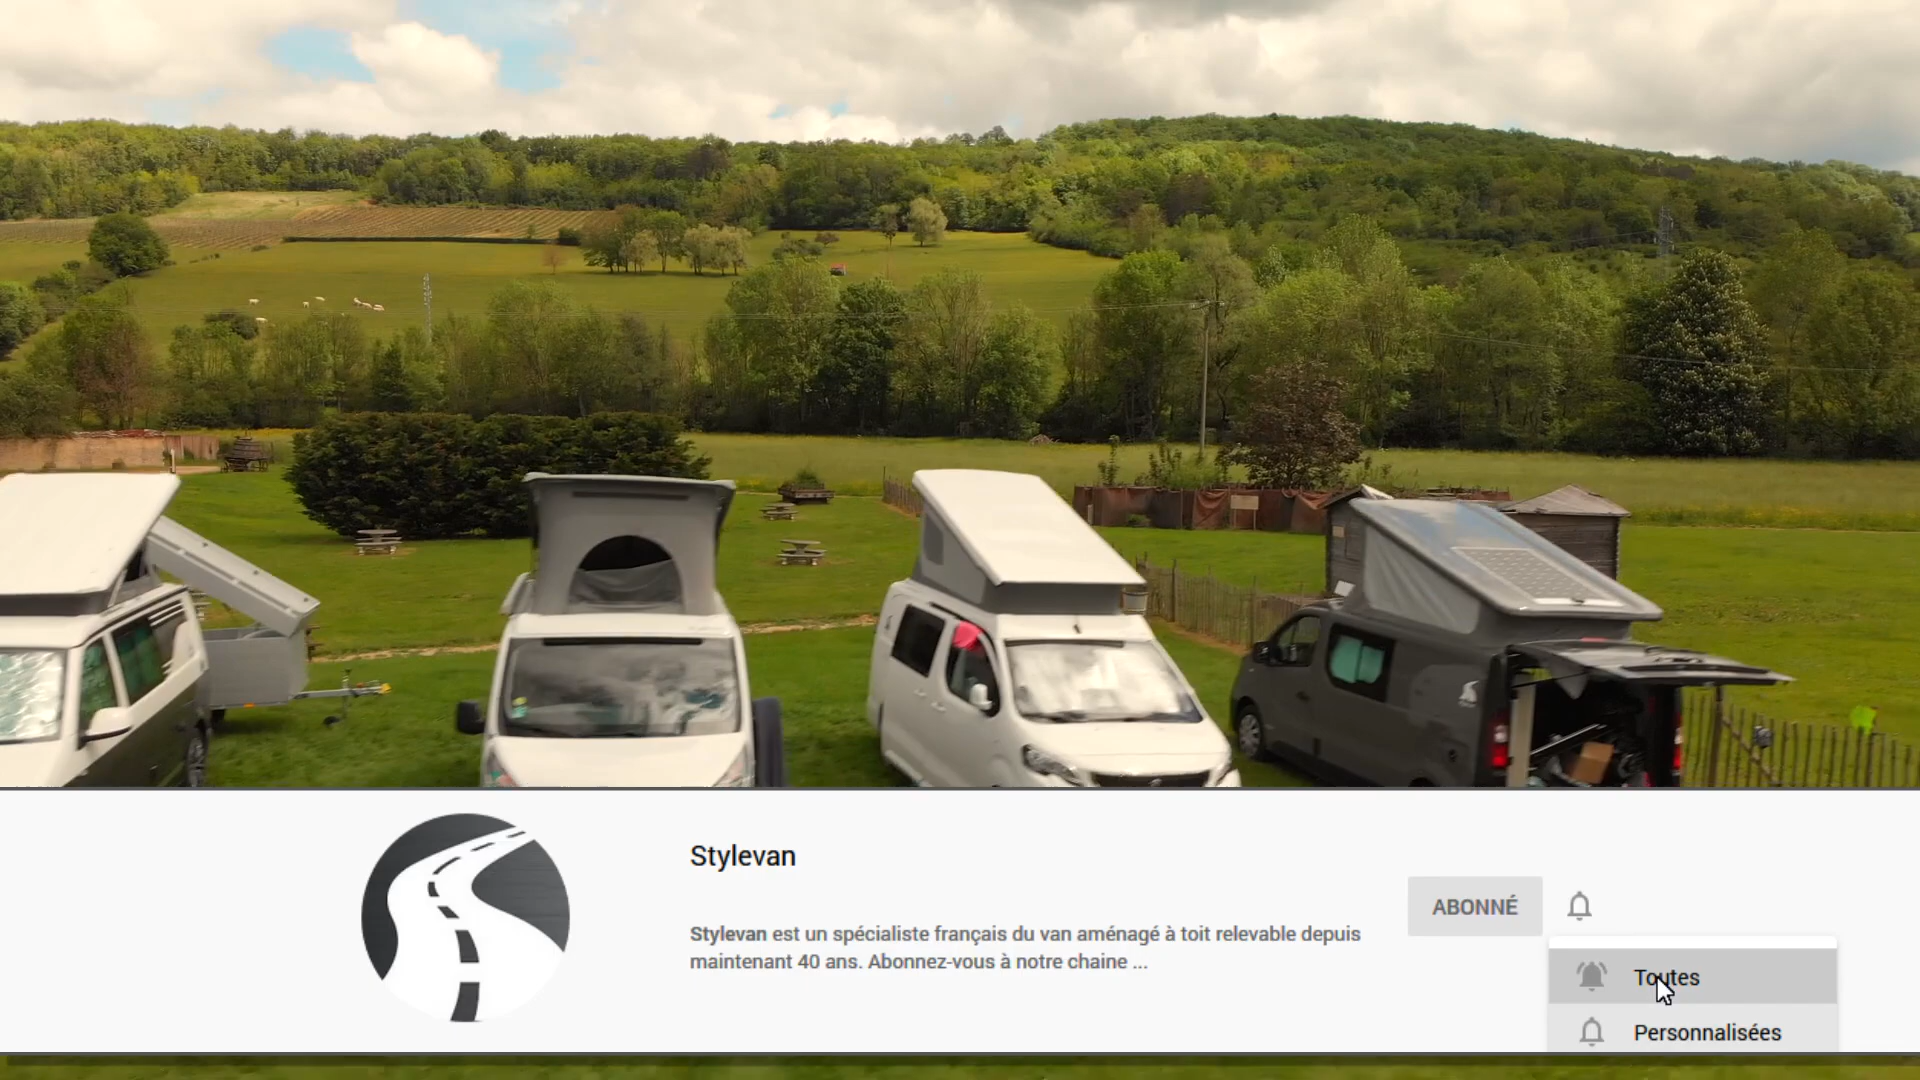 Stylevan
Stylevan est un spécialiste français du van aménagé à toit relevable depuis
maintenant 40 ans. Abonnez-vous à notre chaine ...
ABONNÉ
Toutes
Personnalisées